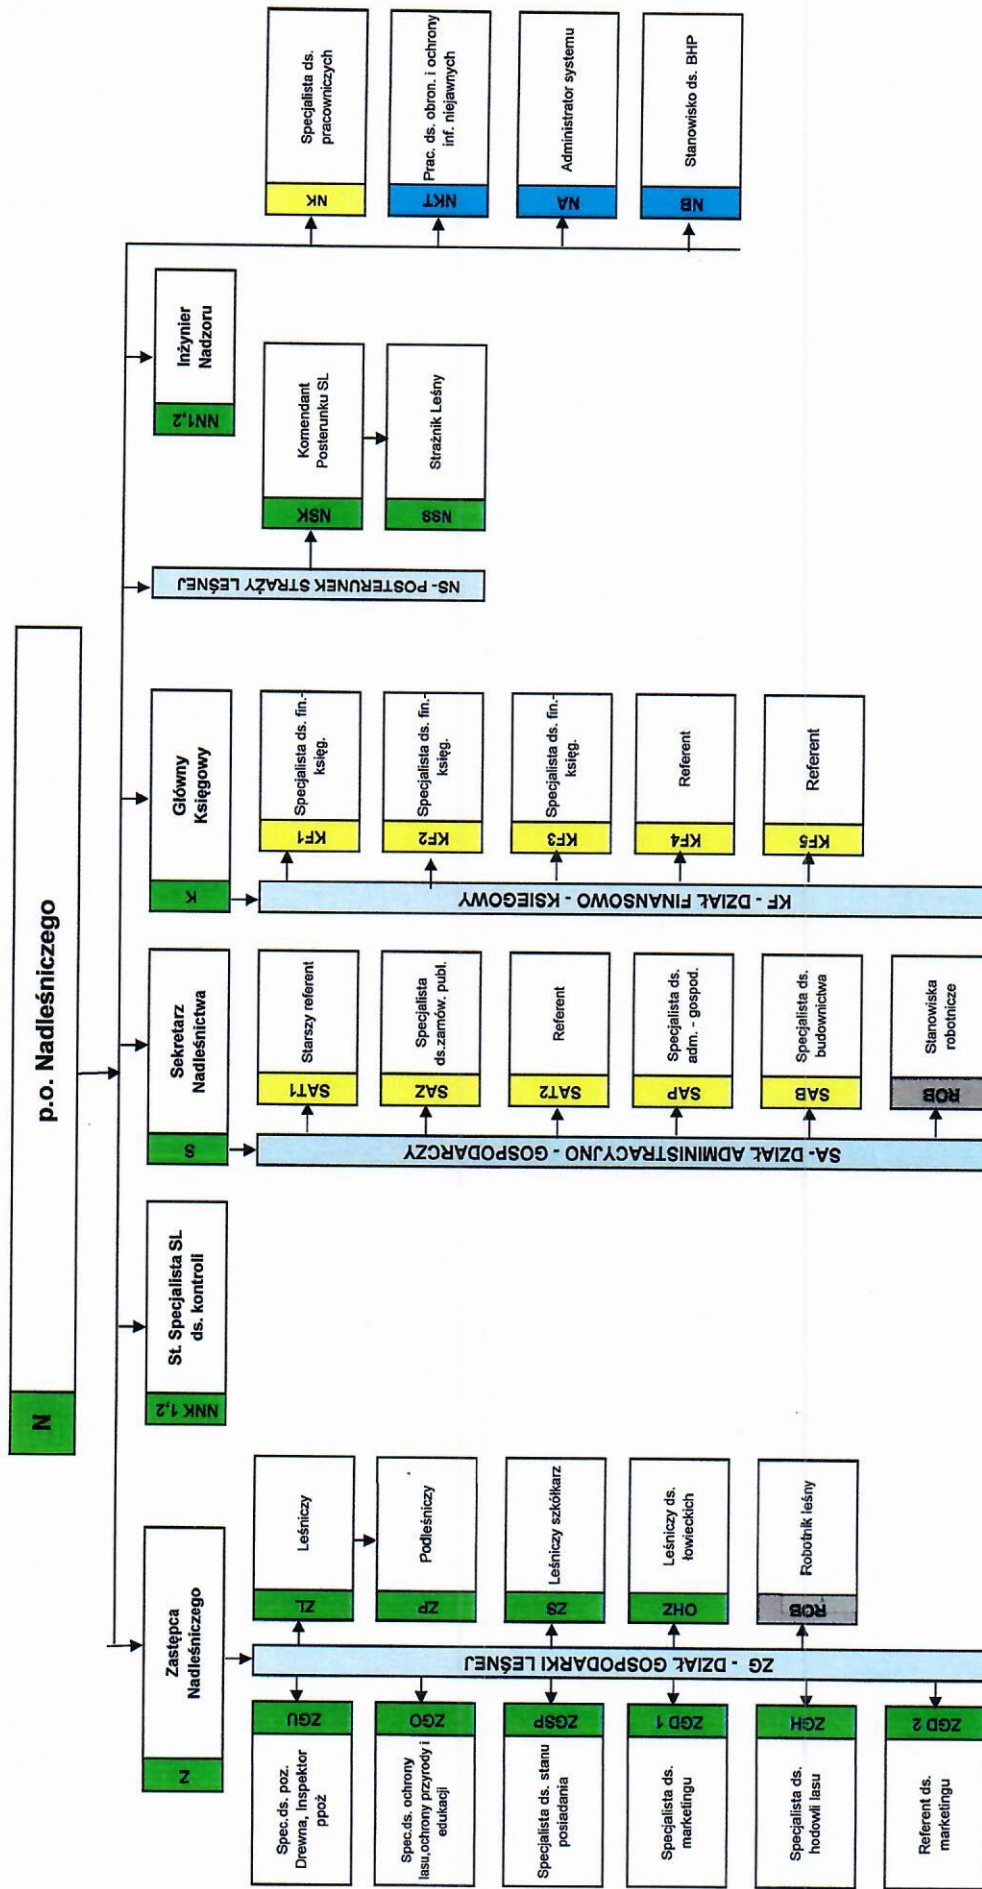 N
p.o. Nadleśniczego
Z
Zastępca
Nadleśniczego
NNK 1,2
St. Specjalista SL
ds. kontroli
S
Sekretarz
Nadleśnictwa
K
Główny
Księgowy
NN1,2
Inżynier
Nadzoru
ZG - DZIAŁ GOSPODARKI LEŚNEJ
Spec.ds. poz.
Drewna, Inspektor
ppoż
ZGU
Spec.ds. ochrony
lasu,ochrony przyrody i
edukacji
ZGO
Specjalista ds. stanu
posiadania
ZGSP
Specjalista ds.
marketingu
ZGD 1
Specjalista ds.
hodowli lasu
ZGH
Referent ds.
marketingu
ZGD 2
ZL
Leśniczy
ZP
Podleśniczy
ZS
Leśniczy szkółkarz
OHZ
Leśniczy ds.
łowieckich
ROB
Robotnik leśny
SA- DZIAŁ ADMINISTRACYJNO - GOSPODARCZY
SAT1
Starszy referent
SAZ
Specjalista
ds.zamów. publ.
SAT2
Referent
SAP
Specjalista ds.
adm. - gospod.
SAB
Specjalista ds.
budownictwa
ROB
Stanowiska
robotnicze
KF - DZIAŁ FINANSOWO - KSIEGOWY
KF1
Specjalista ds. fin.-
księg.
KF2
Specjalista ds. fin.-
księg.
KF3
Specjalista ds. fin.-
księg.
KF4
Referent
KF5
Referent
NS- POSTERUNEK STRAŻY LEŚNEJ
NSK
Komendant
Posterunku SL
NSS
Strażnik Leśny
NK
Specjalista ds.
pracowniczych
NKT
Prac. ds. obron. i ochrony
inf. niejawnych
NA
Administrator systemu
NB
Stanowisko ds. BHP